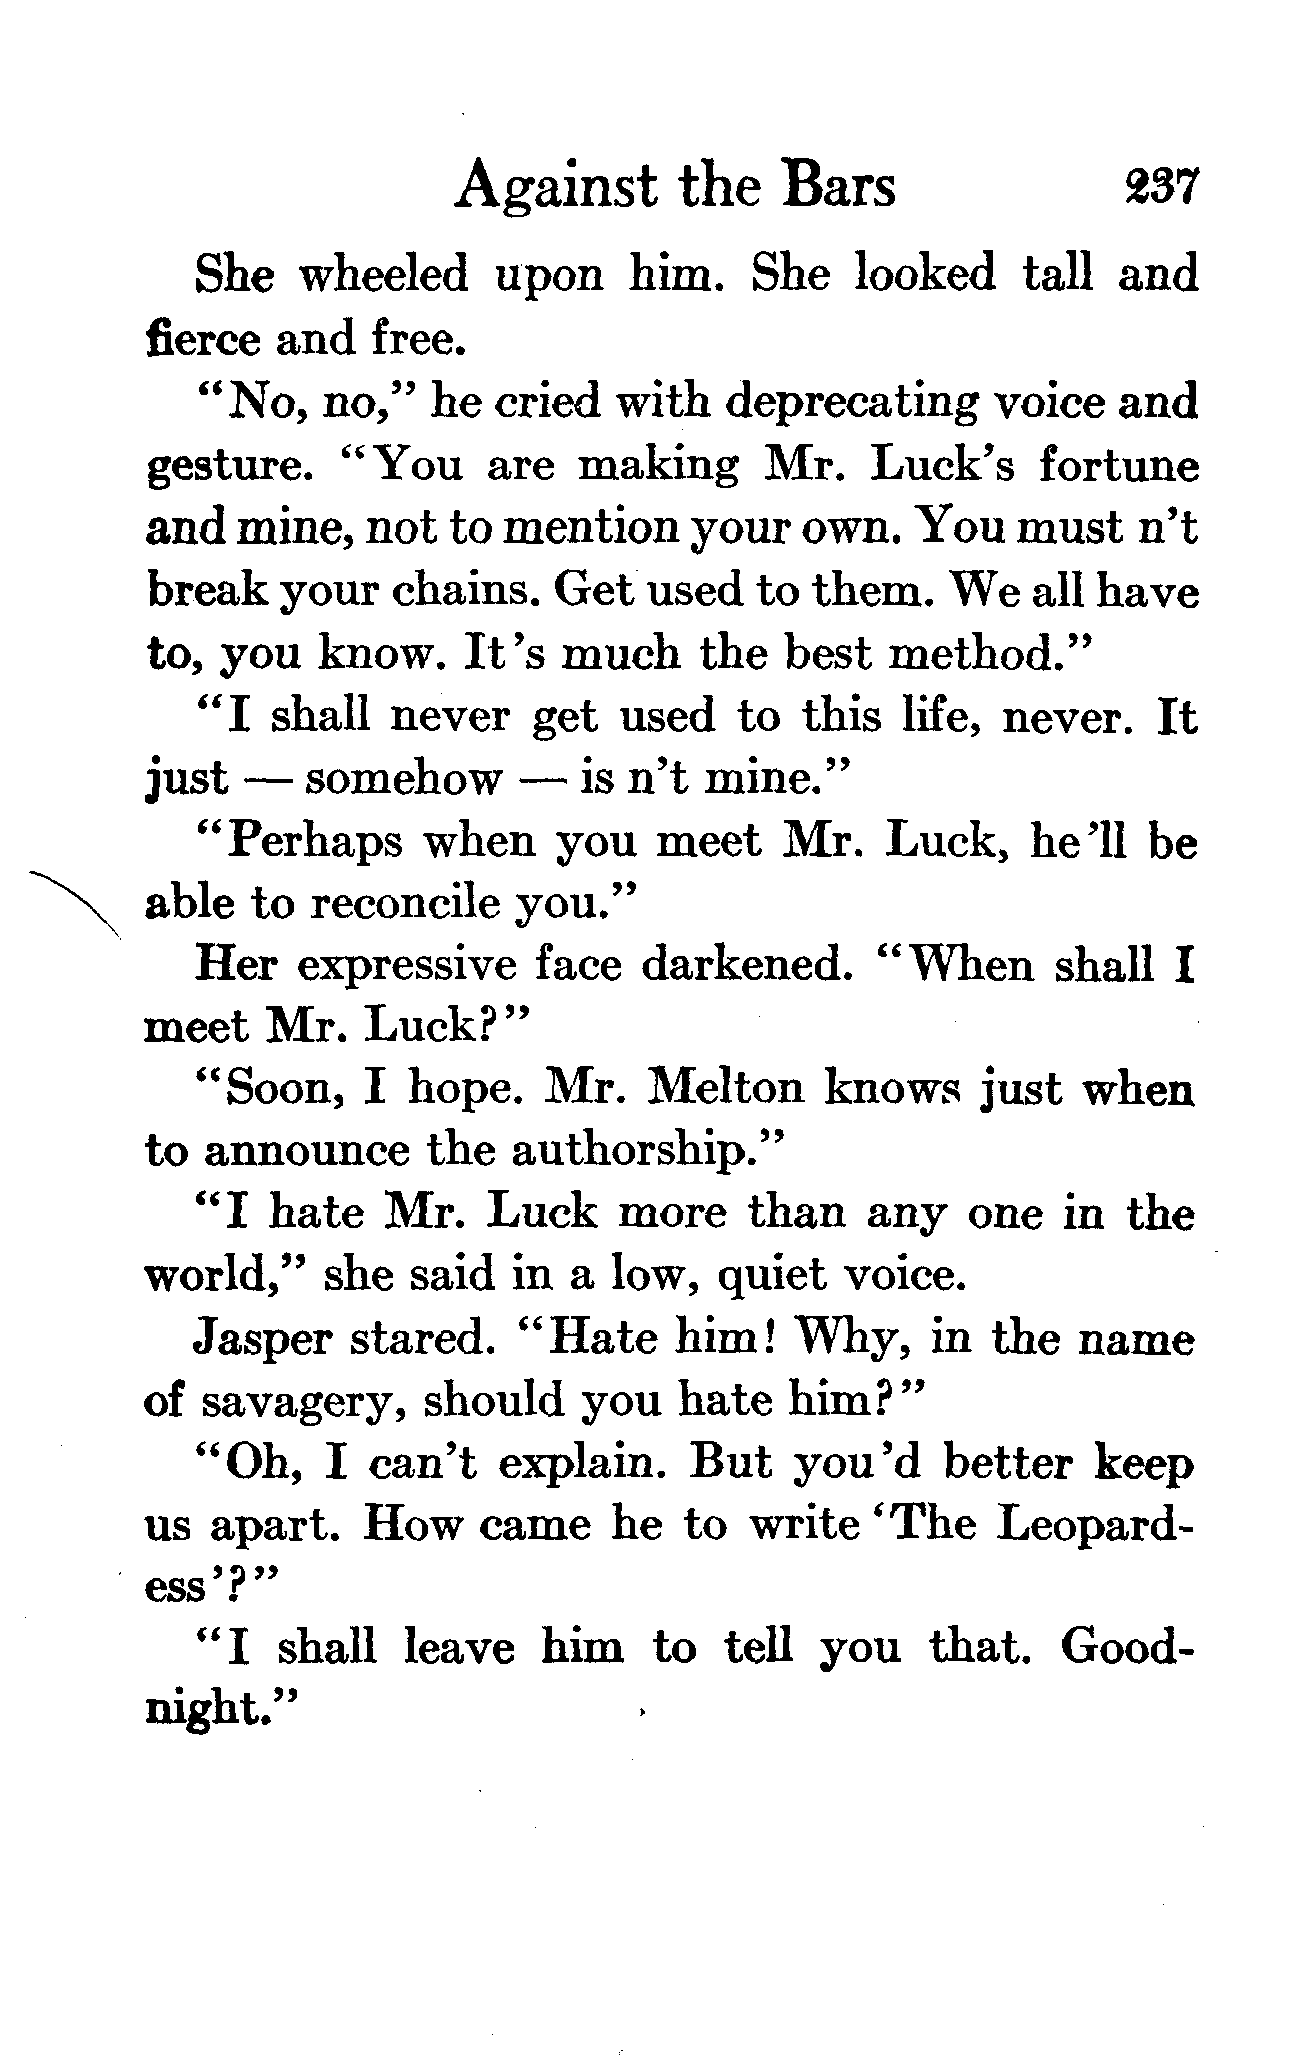 Against the Bars 237
She wheeled upon him. She looked tall and
fierce and free.
“No, no,” he cried with deprecating voice and
gesture. “You are making Mr. Luck’s fortune
and mine, not to mention your own. You must n’t
break your chains. Get used to them. We all have
to, you know. It ’s much the best method.”
“I shall never get used to this life, never. It
just — somehow — is n’t mine.”
“Perhaps when you meet Mr. Luck, he ’ll be
able to reconcile you.”
Her expressive face darkened. “When shall I
meet Mr. Luck?”
“Soon, I hope. Mr. Melton knows just when
to announce the authorship.”
“I hate Mr. Luck more than any one in the
world,” she said in a low, quiet voice.
Jasper stared. “Hate him! Why, in the name
of savagery, should you hate him?”
“Oh, I can’t explain. But you ’d better keep
us apart. How came he to write ‘The Leopard-
ess’?”
“I shall leave him to tell you that. Good-
night.”